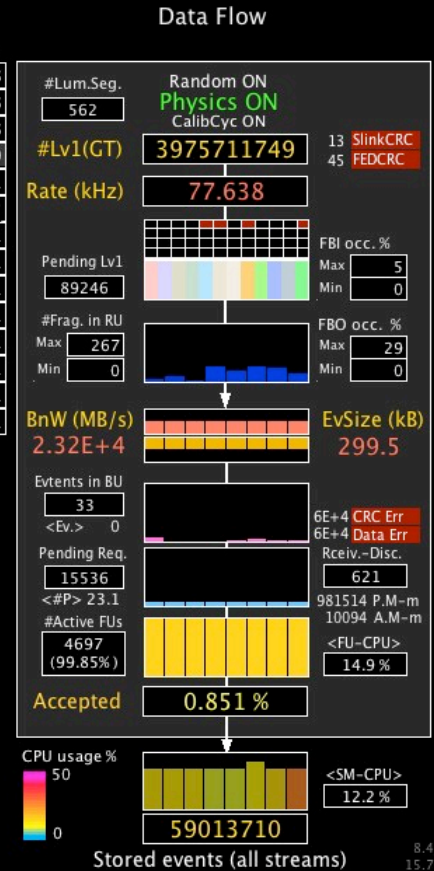 Data Flow
#Lum.Seg.
562
Random ON
Physics ON
CalibCyc ON
#Lv1(GT)
3975711749
13 SlinkCRC
45 FEDCRC
Rate (kHz)
77.638
Pending Lv1
89246
FBI occ. %
Max 5
Min 0
#Frag. in RU
Max 267
Min 0
FBO occ. %
Max 29
Min 0
BnW (MB/s)
2.32E+4
EvSize (kB)
299.5
Evtents in BU
33
<Ev.> 0
6E+4 CRC Err
6E+4 Data Err
Pending Req.
15536
<#P> 23.1
Rceiv.-Disc.
621
981514 P.M-m
10094 A.M-m
#Active FUs
4697
(99.85%)
<FU-CPU>
14.9 %
Accepted
0.851 %
CPU usage %
50
0
<SM-CPU>
12.2 %
59013710
Stored events (all streams)
8.4
15.7